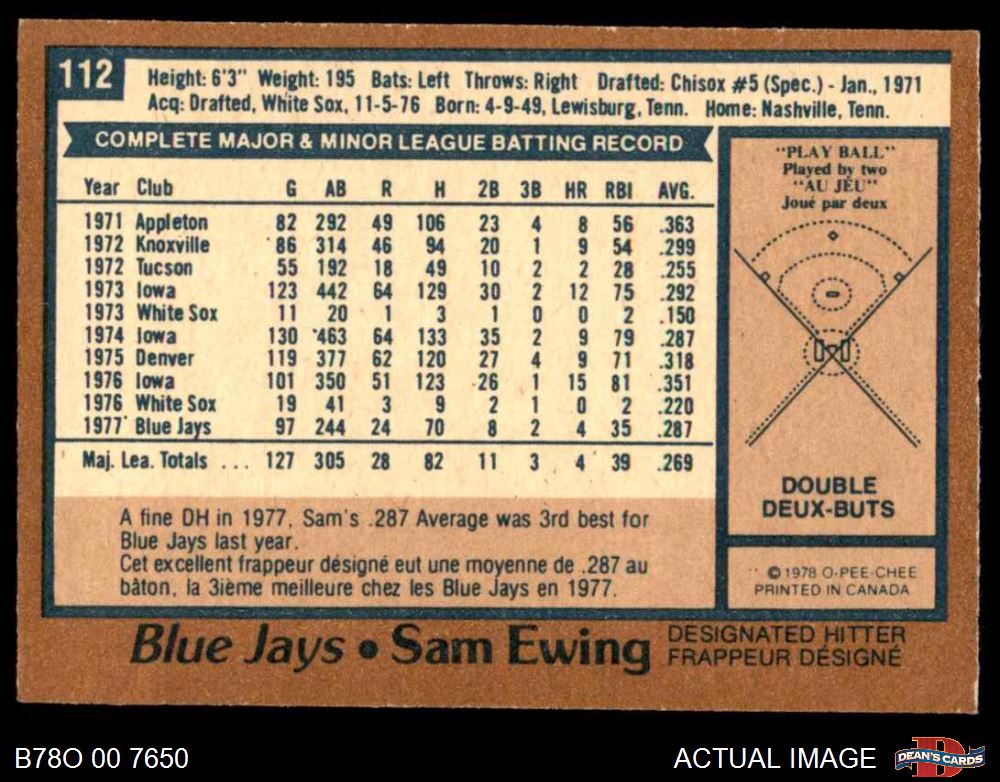 112
Height: 6'3" Weight: 195 Bats: Left Throws: Right Drafted: Chisox #5 (Spec.) - Jan., 1971
Acq: Drafted, White Sox, 11-5-76 Born: 4-9-49, Lewisburg, Tenn. Home: Nashville, Tenn.
COMPLETE MAJOR & MINOR LEAGUE BATTING RECORD
Year Club G AB R H 2B 3B HR RBI AVG.
1971 Appleton 82 292 49 106 23 4 8 56 .363
1972 Knoxville 86 314 46 94 20 1 9 54 .299
1972 Tucson 55 192 18 49 10 2 2 28 .255
1973 Iowa 123 442 64 129 30 2 12 75 .292
1973 White Sox 11 20 1 3 1 0 0 2 .150
1974 Iowa 130 463 64 133 35 2 9 79 .287
1975 Denver 119 377 62 120 27 4 9 71 .318
1976 Iowa 101 350 51 123 26 1 15 81 .351
1976 White Sox 19 41 3 9 2 1 0 2 .220
1977 Blue Jays 97 244 24 70 8 2 4 35 .287
Maj. Lea. Totals ... 127 305 28 82 11 3 4 39 .269
A fine DH in 1977, Sam's .287 Average was 3rd best for
Blue Jays last year.
Cet excellent frappeur désigné eut une moyenne de .287 au
bâton, la 3ième meilleure chez les Blue Jays en 1977.
"PLAY BALL"
Played by two
"AU JEU"
Joué par deux
DOUBLE
DEUX-BUTS
© 1978 O-PEE-CHEE
PRINTED IN CANADA
Blue Jays • Sam Ewing
DESIGNATED HITTER
FRAPPEUR DÉSIGNÉ
B78O 00 7650
ACTUAL IMAGE
D
DEAN'S CARDS